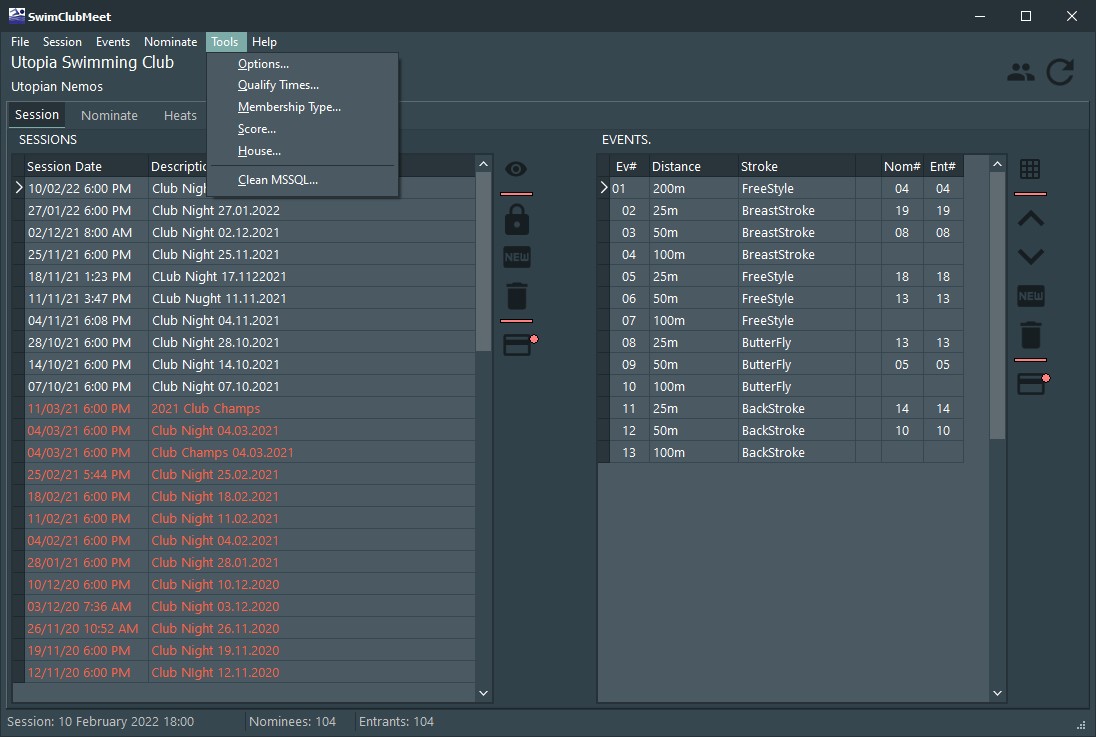 SwimClubMeet
File Session Events Nominate Tools Help
Utopia Swimming Club
Utopian Nemos
Options...
Qualify Times...
Membership Type...
Score...
House...
Clean MSSQL...
Session Nominate Heats
SESSIONS
Session Date
10/02/22 6:00 PM
27/01/22 6:00 PM Club Night 27.01.2022
02/12/21 8:00 AM Club Night 02.12.2021
25/11/21 6:00 PM Club Night 25.11.2021
18/11/21 1:23 PM CLub Night 17.1122021
11/11/21 3:47 PM CLub Nught 11.11.2021
04/11/21 6:08 PM Club Night 04.11.2021
28/10/21 6:00 PM Club Night 28.10.2021
14/10/21 6:00 PM Club Night 14.10.2021
07/10/21 6:00 PM Club Night 07.10.2021
11/03/21 6:00 PM 2021 Club Champs
04/03/21 6:00 PM Club Night 04.03.2021
04/03/21 6:00 PM Club Champs 04.03.2021
25/02/21 5:44 PM Club Night 25.02.2021
18/02/21 6:00 PM Club Night 18.02.2021
11/02/21 6:00 PM Club Night 11.02.2021
04/02/21 6:00 PM Club Night 04.02.2021
28/01/21 6:00 PM Club Night 28.01.2021
10/12/20 6:00 PM Club Night 10.12.2020
03/12/20 7:36 AM Club Night 03.12.2020
26/11/20 10:52 AM Club Night 26.11.2020
19/11/20 6:00 PM Club Night 19.11.2020
12/11/20 6:00 PM Club Night 12.11.2020
NEW
EVENTS.
Ev# Distance Stroke Nom# Ent#
01 200m FreeStyle 04 04
02 25m BreastStroke 19 19
03 50m BreastStroke 08 08
04 100m BreastStroke
05 25m FreeStyle 18 18
06 50m FreeStyle 13 13
07 100m FreeStyle
08 25m ButterFly 13 13
09 50m ButterFly 05 05
10 100m ButterFly
11 25m BackStroke 14 14
12 50m BackStroke 10 10
13 100m BackStroke
NEW
Session: 10 February 2022 18:00 Nominees: 104 Entrants: 104